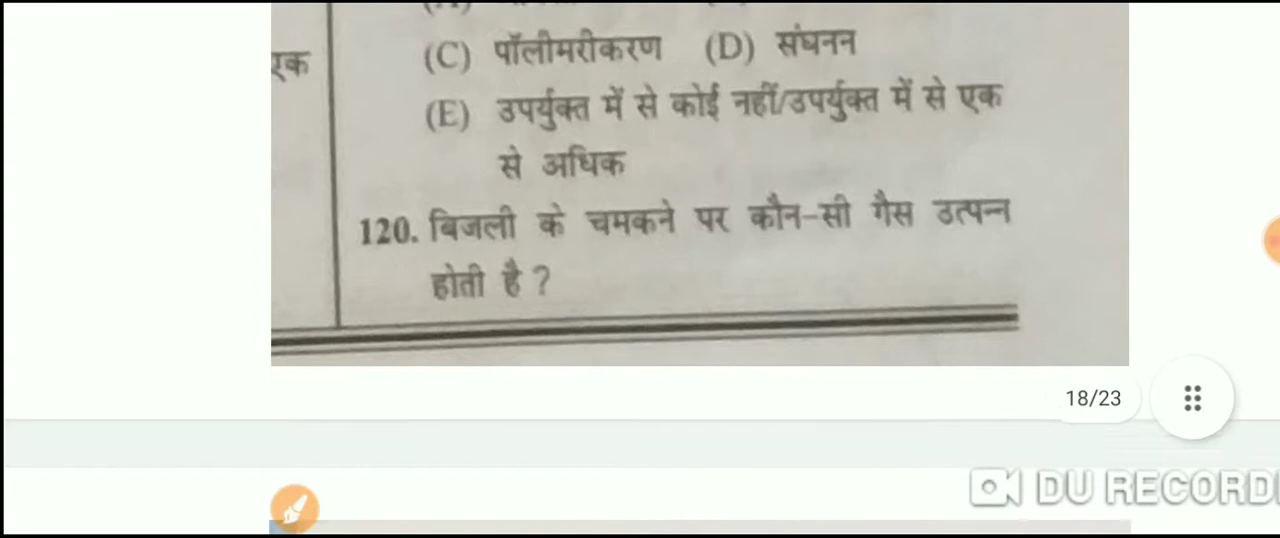 (C) पॉलीमरीकरण (D) संघनन
एक
(E) उपर्युक्त में से कोई नहीं/उपर्युक्त में से एक
से अधिक
120. बिजली के चमकने पर कौन-सी गैस उत्पन्न
होती है ?
18/23
DU RECORD